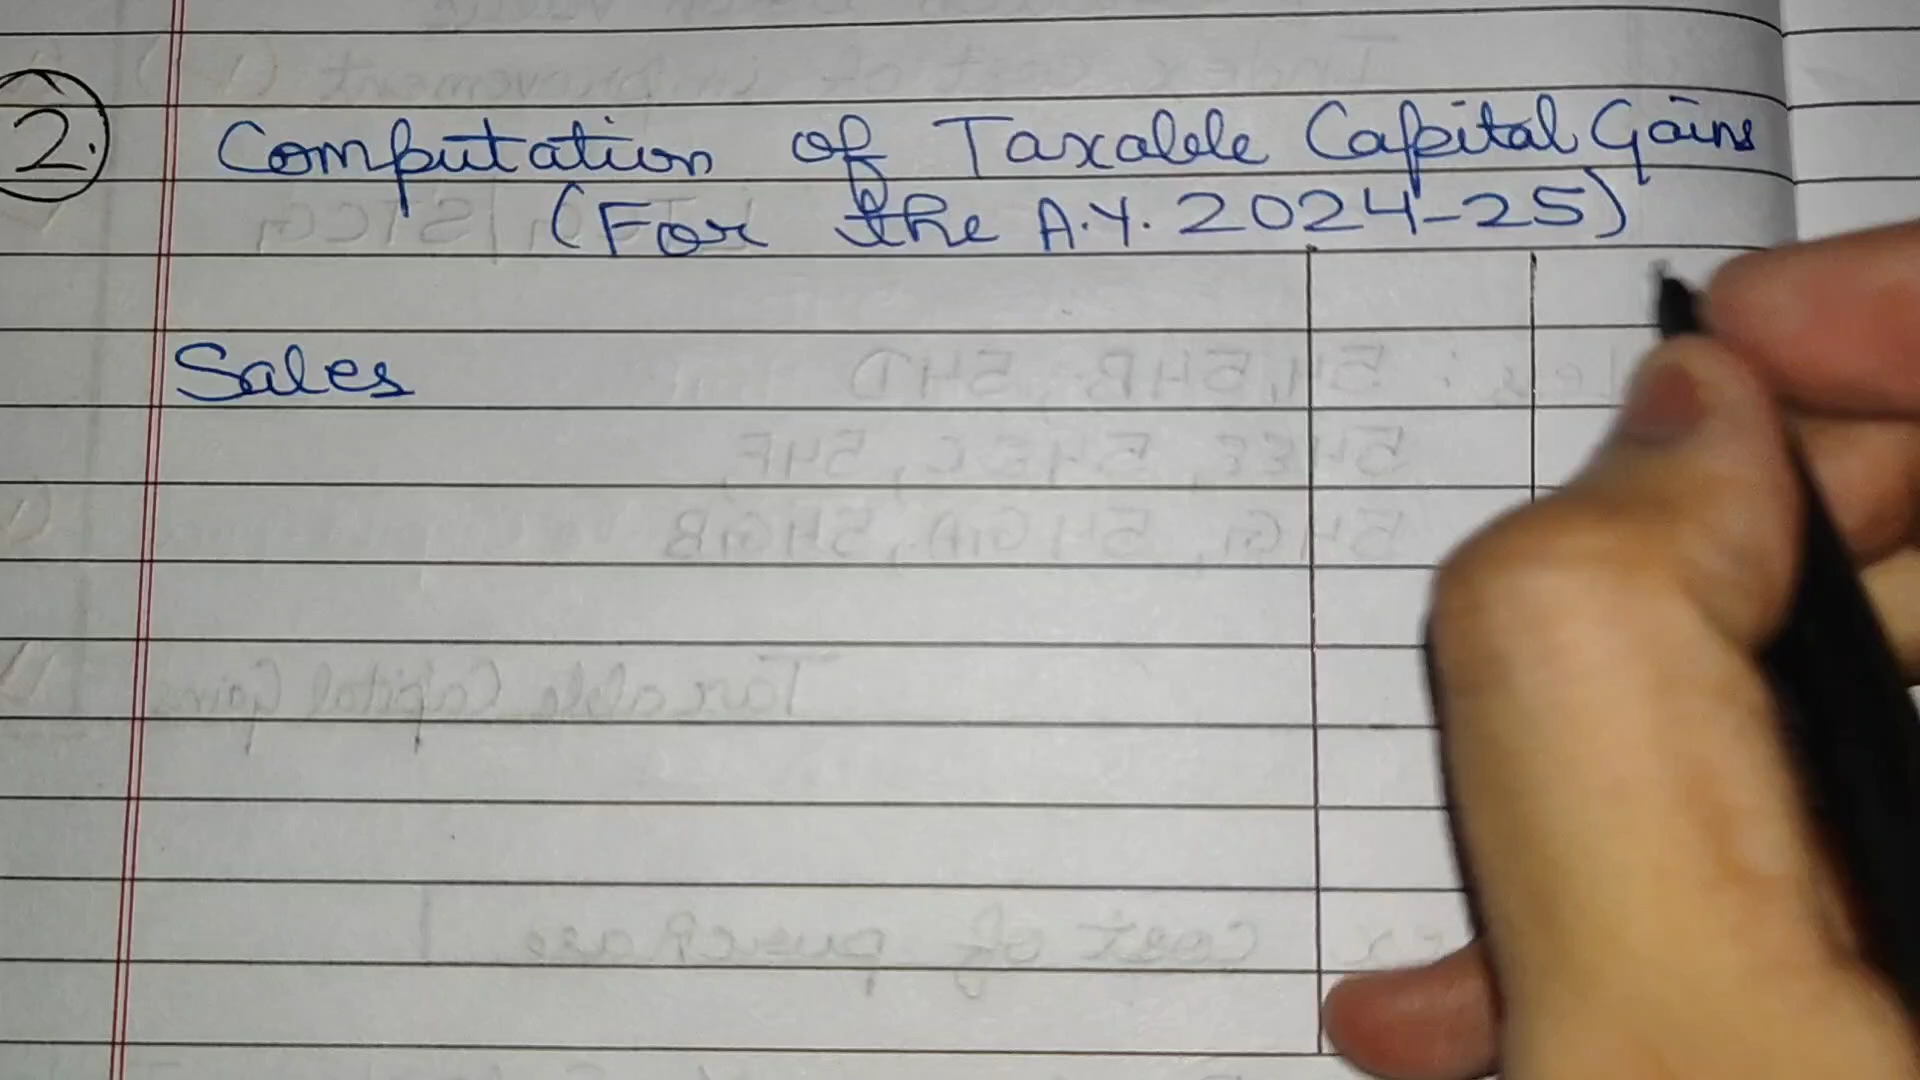 2. Computation of Taxable Capital Gains
(For the A.Y. 2024-25)
Sales